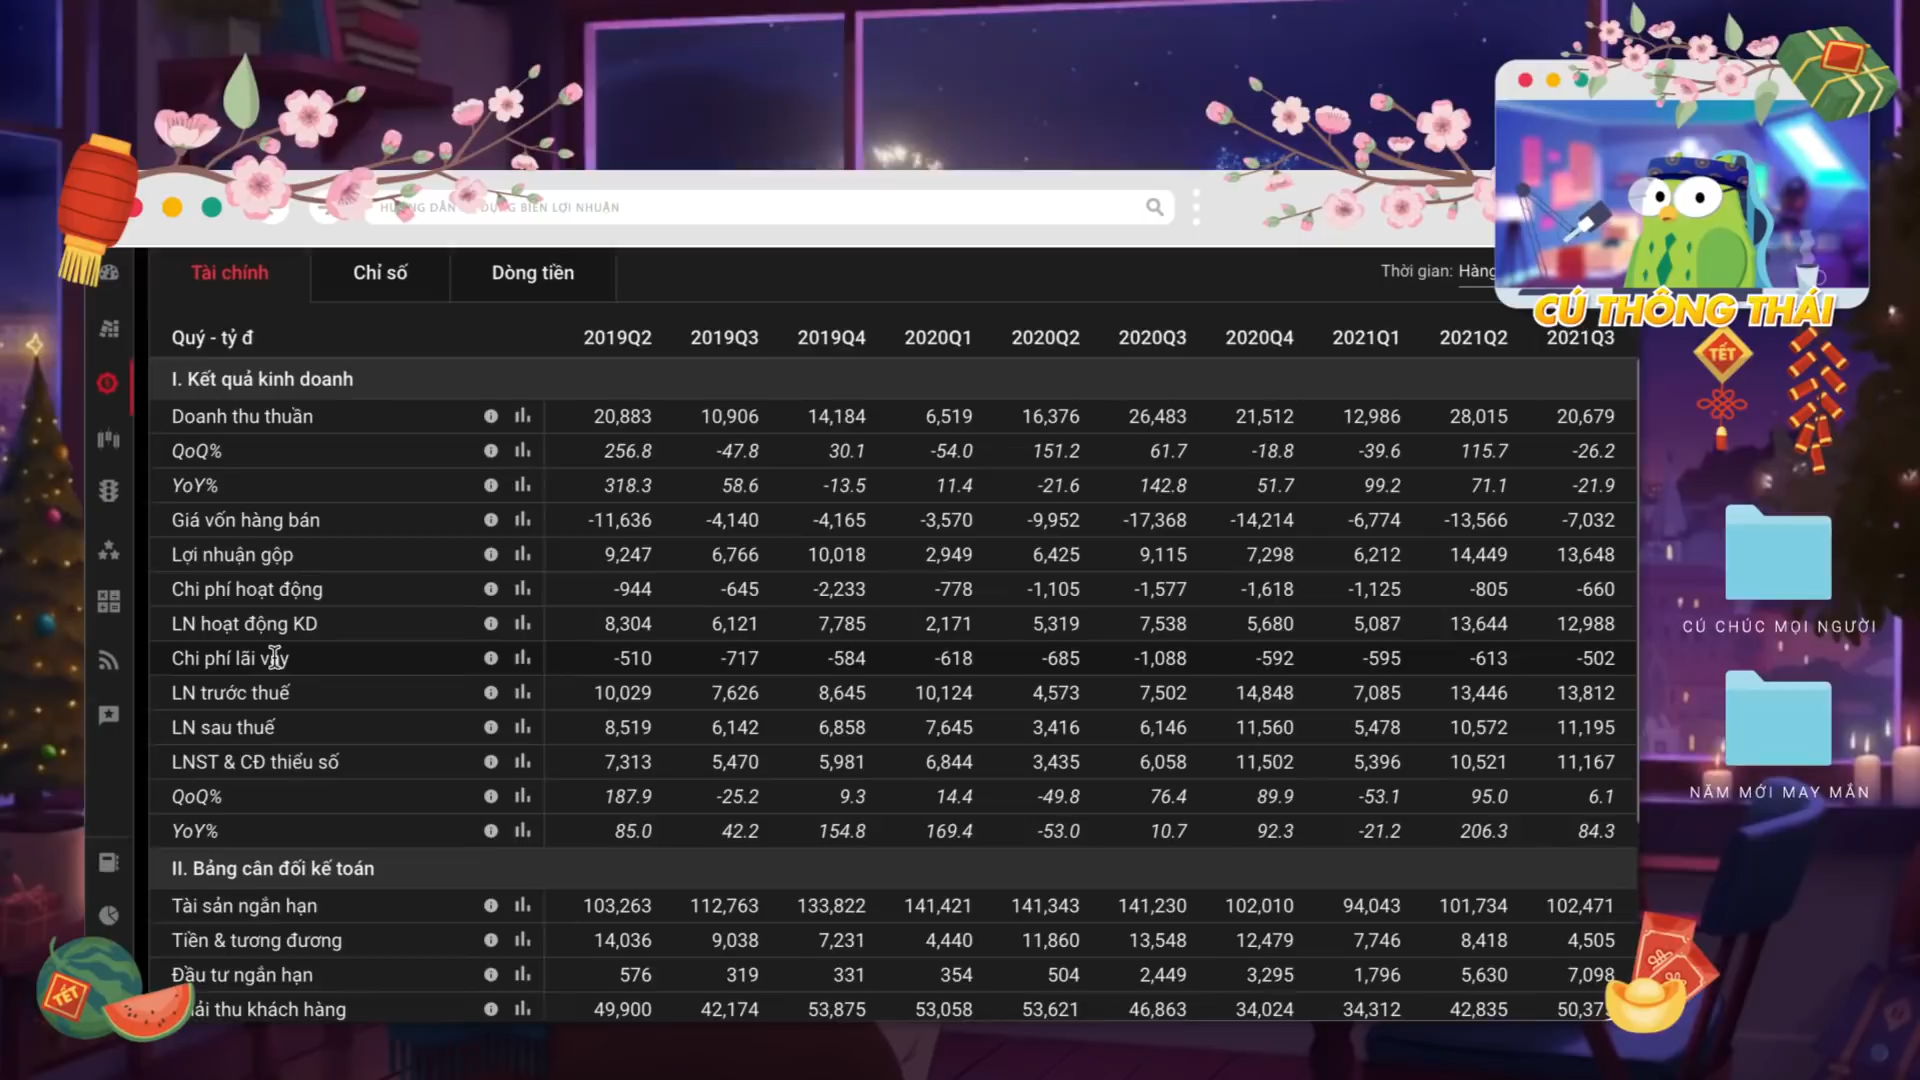 BIÊN LỢI NHUẬN
CÚ THÔNG THÁI
Tài chính Chỉ số Dòng tiền Thời gian: Hàng
Quý - tỷ đ 2019Q2 2019Q3 2019Q4 2020Q1 2020Q2 2020Q3 2020Q4 2021Q1 2021Q2 2021Q3
I. Kết quả kinh doanh
Doanh thu thuần 20,883 10,906 14,184 6,519 16,376 26,483 21,512 12,986 28,015 20,679
QoQ% 256.8 -47.8 30.1 -54.0 151.2 61.7 -18.8 -39.6 115.7 -26.2
YoY% 318.3 58.6 -13.5 11.4 -21.6 142.8 51.7 99.2 71.1 -21.9
Giá vốn hàng bán -11,636 -4,140 -4,165 -3,570 -9,952 -17,368 -14,214 -6,774 -13,566 -7,032
Lợi nhuận gộp 9,247 6,766 10,018 2,949 6,425 9,115 7,298 6,212 14,449 13,648
Chi phí hoạt động -944 -645 -2,233 -778 -1,105 -1,577 -1,618 -1,125 -805 -660
LN hoạt động KD 8,304 6,121 7,785 2,171 5,319 7,538 5,680 5,087 13,644 12,988
Chi phí lãi vay -510 -717 -584 -618 -685 -1,088 -592 -595 -613 -502
LN trước thuế 10,029 7,626 8,645 10,124 4,573 7,502 14,848 7,085 13,446 13,812
LN sau thuế 8,519 6,142 6,858 7,645 3,416 6,146 11,560 5,478 10,572 11,195
LNST & CĐ thiểu số 7,313 5,470 5,981 6,844 3,435 6,058 11,502 5,396 10,521 11,167
QoQ% 187.9 -25.2 9.3 14.4 -49.8 76.4 89.9 -53.1 95.0 6.1
YoY% 85.0 42.2 154.8 169.4 -53.0 10.7 92.3 -21.2 206.3 84.3
II. Bảng cân đối kế toán
Tài sản ngắn hạn 103,263 112,763 133,822 141,421 141,343 141,230 102,010 94,043 101,734 102,471
Tiền & tương đương 14,036 9,038 7,231 4,440 11,860 13,548 12,479 7,746 8,418 4,505
Đầu tư ngắn hạn 576 319 331 354 504 2,449 3,295 1,796 5,630 7,098
thu khách hàng 49,900 42,174 53,875 53,058 53,621 46,863 34,024 34,312 42,835
TẾT
CÚ CHÚC MỌI NGƯỜI
NĂM MỚI MAY MẮN
TẾT